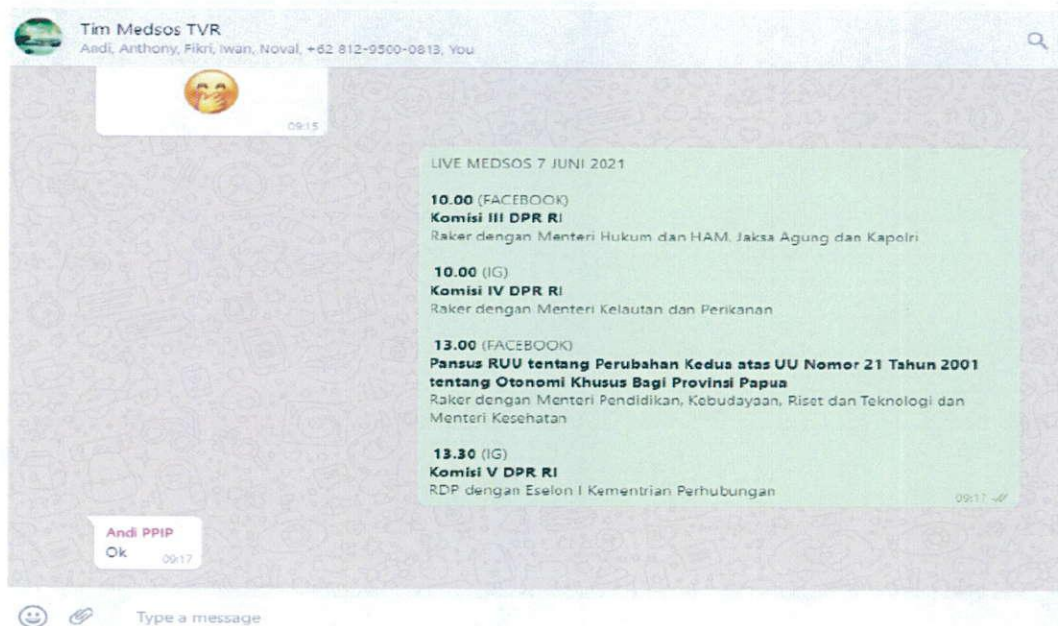 Tim Medsos TVR
Andi, Anthony, Fikri, Iwan, Noval, +62 812-9500-0813, You
09:15
LIVE MEDSOS 7 JUNI 2021
10.00 (FACEBOOK)
Komisi III DPR RI
Raker dengan Menteri Hukum dan HAM, Jaksa Agung dan Kapolri
10.00 (IG)
Komisi IV DPR RI
Raker dengan Menteri Kelautan dan Perikanan
13.00 (FACEBOOK)
Pansus RUU tentang Perubahan Kedua atas UU Nomor 21 Tahun 2001
tentang Otonomi Khusus Bagi Provinsi Papua
Raker dengan Menteri Pendidikan, Kebudayaan, Riset dan Teknologi dan
Menteri Kesehatan
13.30 (IG)
Komisi V DPR RI
RDP dengan Eselon I Kementrian Perhubungan
09:17
Andi PPIP
Ok
09:17
Type a message